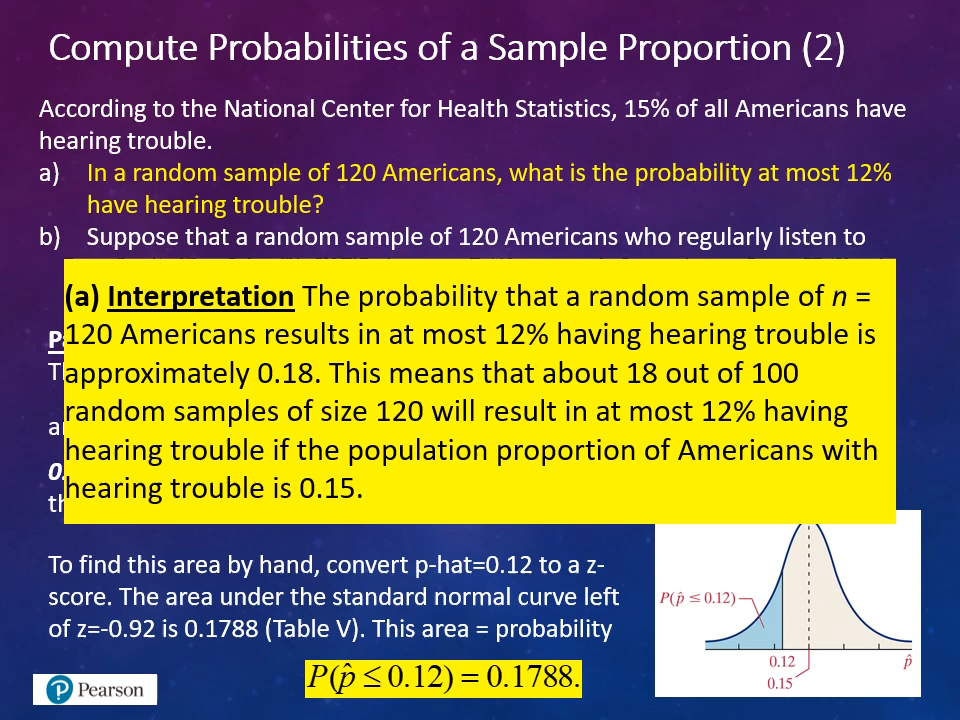 Compute Probabilities of a Sample Proportion (2)
According to the National Center for Health Statistics, 15% of all Americans have
hearing trouble.
a) In a random sample of 120 Americans, what is the probability at most 12%
have hearing trouble?
b) Suppose that a random sample of 120 Americans who regularly listen to
(a) Interpretation The probability that a random sample of n =
120 Americans results in at most 12% having hearing trouble is
approximately 0.18. This means that about 18 out of 100
random samples of size 120 will result in at most 12% having
hearing trouble if the population proportion of Americans with
hearing trouble is 0.15.
To find this area by hand, convert p-hat=0.12 to a z-
score. The area under the standard normal curve left
of z=-0.92 is 0.1788 (Table V). This area = probability
P(p̂ ≤ 0.12) = 0.1788.
P(p̂ ≤ 0.12)
0.12
0.15
p̂
Pearson